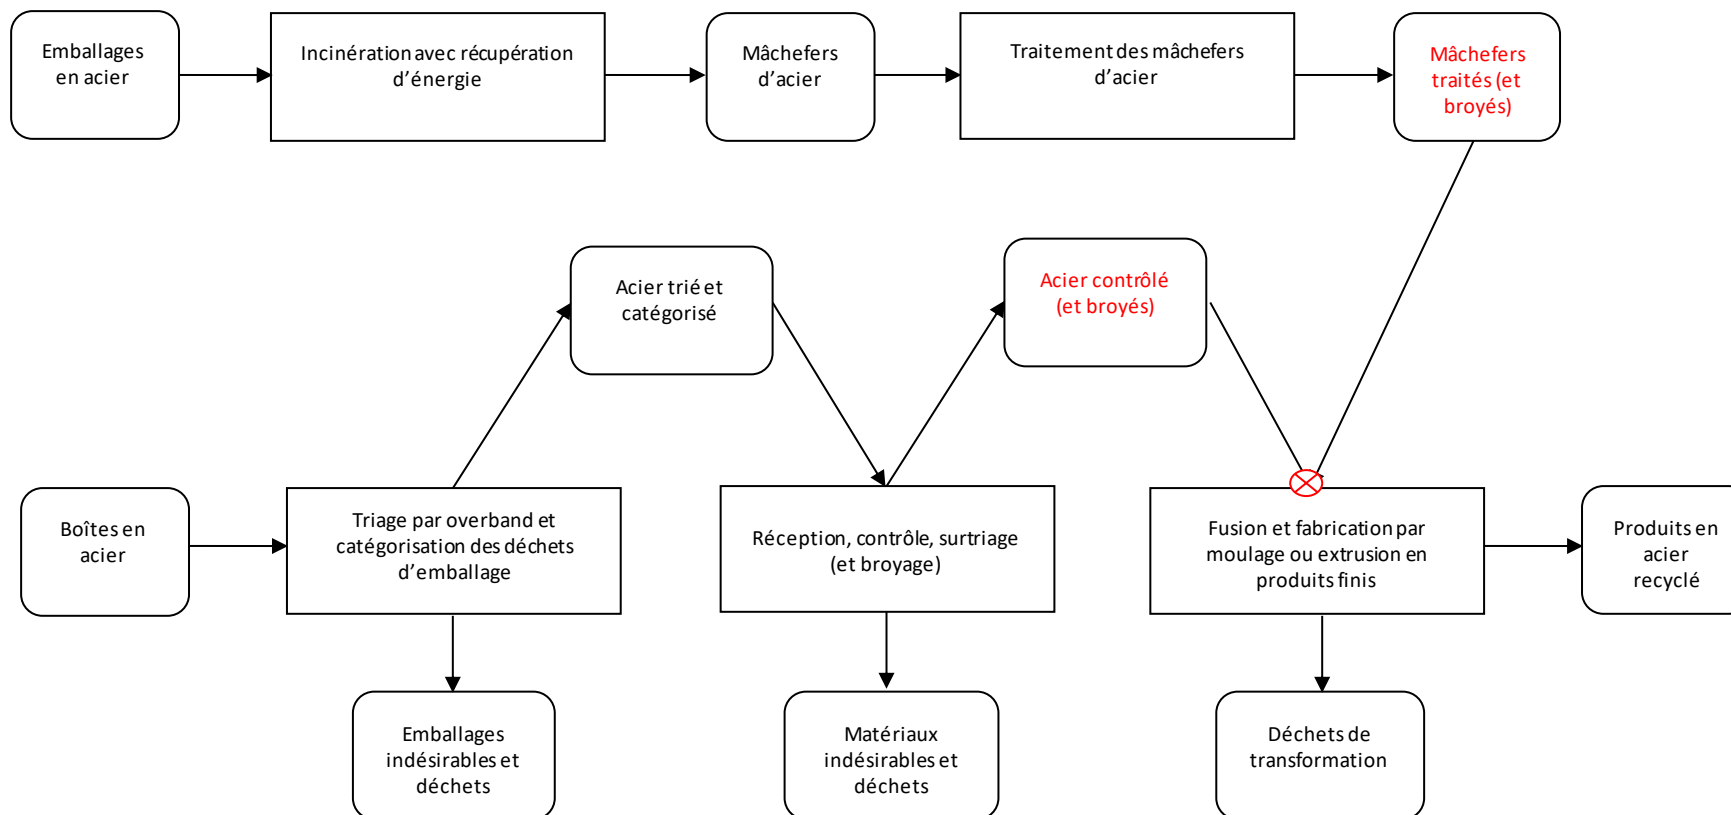 Emballages
en acier
Incinération avec récupération
d’énergie
Mâchefers
d’acier
Traitement des mâchefers
d’acier
Mâchefers
traités (et
broyés)
Acier trié et
catégorisé
Acier contrôlé
(et broyés)
Boîtes en
acier
Triage par overband et
catégorisation des déchets
d’emballage
Réception, contrôle, surtriage
(et broyage)
Fusion et fabrication par
moulage ou extrusion en
produits finis
Produits en
acier
recyclé
Emballages
indésirables et
déchets
Matériaux
indésirables et
déchets
Déchets de
transformation